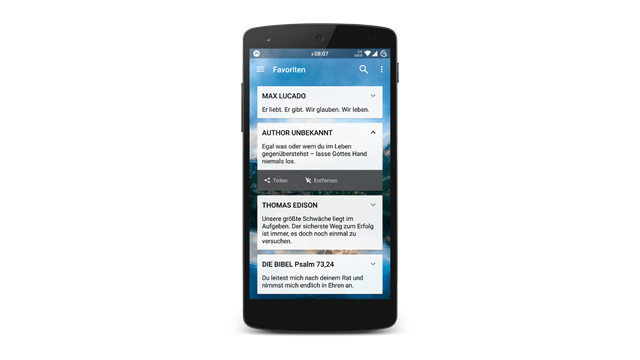 08:07
Favoriten
MAX LUCADO
Er liebt. Er gibt. Wir glauben. Wir leben.
AUTHOR UNBEKANNT
Egal was oder wem du im Leben
gegenüberstehst – lasse Gottes Hand
niemals los.
Teilen Entfernen
THOMAS EDISON
Unsere größte Schwäche liegt im
Aufgeben. Der sicherste Weg zum Erfolg
ist immer, es doch noch einmal zu
versuchen.
DIE BIBEL Psalm 73,24
Du leitest mich nach deinem Rat und
nimmst mich endlich in Ehren an.